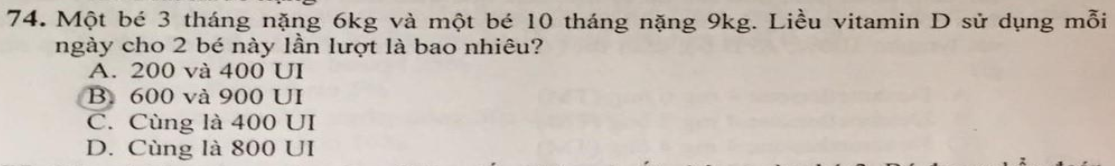 74. Một bé 3 tháng nặng 6kg và một bé 10 tháng nặng 9kg. Liều vitamin D sử dụng mỗi
ngày cho 2 bé này lần lượt là bao nhiêu?
A. 200 và 400 UI
B. 600 và 900 UI
C. Cùng là 400 UI
D. Cùng là 800 UI